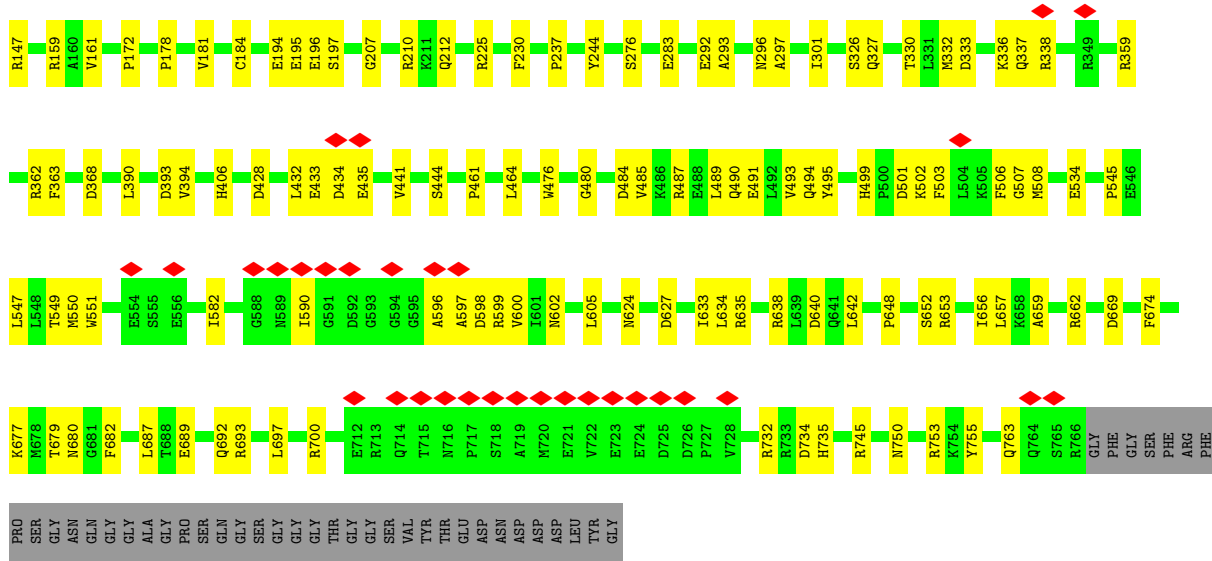 R147 R159 A160 V161 P172 P178 V181 C184 E194 E195 E196 S197 G207 R210 K211 Q212 R225 F230 P237 Y244 S276 E283 E292 A293 N296 A297 I301 S326 Q327 T330 L331 M332 D333 K336 Q337 R338 R349 R359
R362 F363 D368 L390 D393 V394 H406 D428 L432 E433 D434 E435 V441 S444 P461 L464 W476 G480 D484 V485 K486 R487 E488 L489 Q490 E491 L492 V493 Q494 Y495 H499 P500 D501 K502 F503 L504 K505 F506 G507 M508 E534 P545 E546
L547 L548 T549 M550 W551 E554 S555 E556 I582 G588 N589 I590 G591 D592 G593 G594 G595 A596 A597 D598 R599 V600 I601 N602 L605 N624 D627 I633 L634 R635 R638 L639 D640 Q641 L642 P648 S652 R653 I656 L657 K658 A659 R662 D669 F674
K677 M678 T679 N680 G681 F682 L687 T688 E689 Q692 R693 L697 R700 E712 R713 Q714 T715 N716 P717 S718 A719 M720 E721 V722 E723 E724 D725 D726 P727 V728 R732 R733 D734 H735 R745 N750 R753 K754 Y755 Q763 Q764 S765 R766 GLY PHE GLY SER PHE ARG PHE
PRO SER GLY ASN GLN GLY GLY ALA GLY PRO SER GLN GLY SER GLY GLY GLY THR GLY GLY SER VAL TYR THR GLU ASP ASN ASP ASP ASP LEU TYR GLY